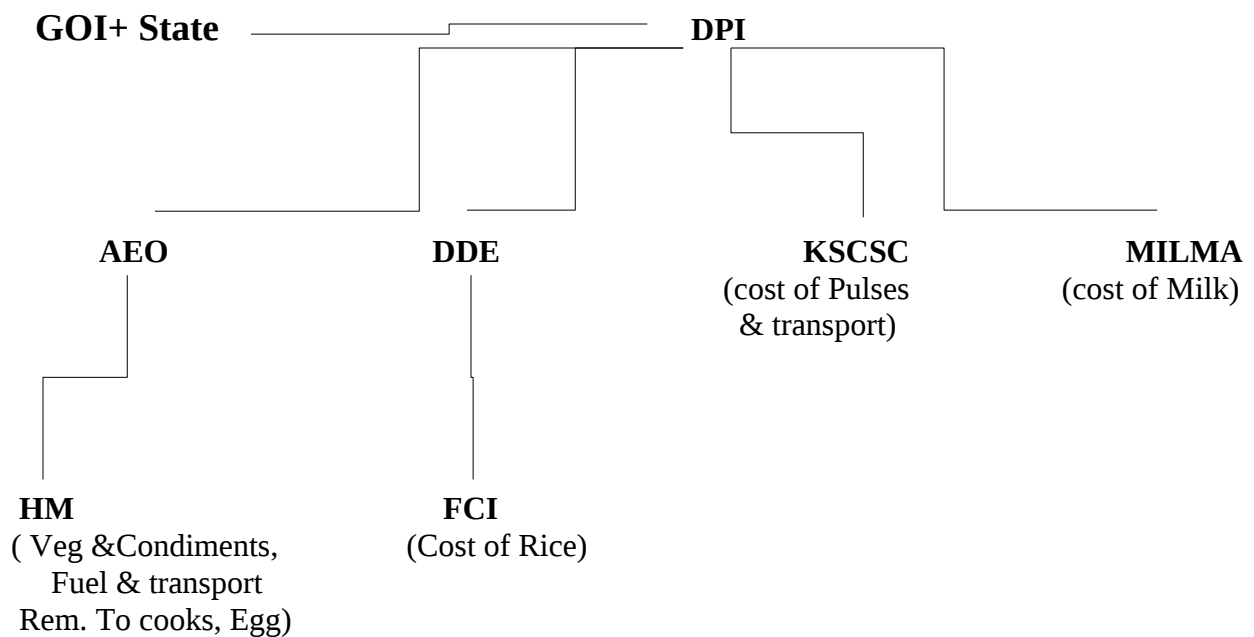 GOI+ State DPI
AEO DDE KSCSC MILMA
(cost of Pulses (cost of Milk)
& transport)
HM FCI
( Veg &Condiments, (Cost of Rice)
Fuel & transport
Rem. To cooks, Egg)